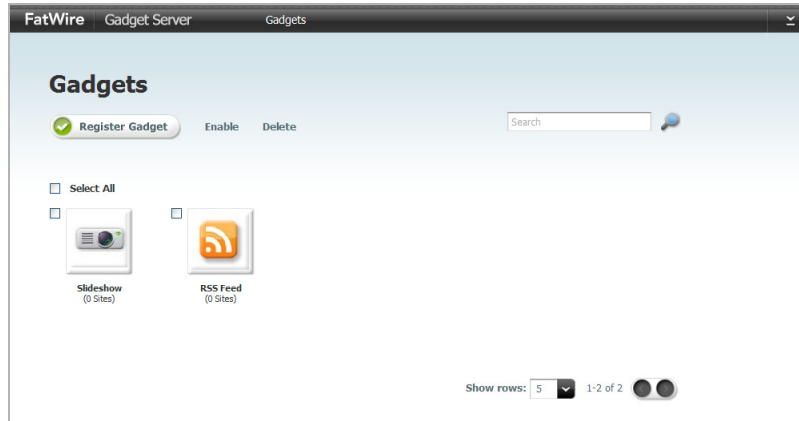 FatWire Gadget Server Gadgets
Gadgets
Register Gadget Enable Delete Search
Select All
Slideshow RSS Feed
(0 Sites) (0 Sites)
Show rows: 5 1-2 of 2